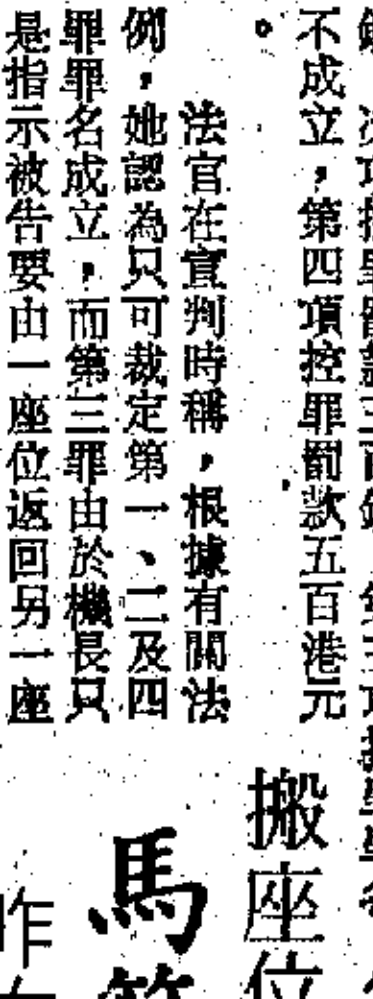 不成立，第四項控罪罰款五百港元
。
法官在宣判時稱，根據有關法
例，她認為只可裁定第一、二及四
罪罪名成立，而第三罪由於機長只
是指示被告要由一座位返回另一座
搬座位
馬
昨